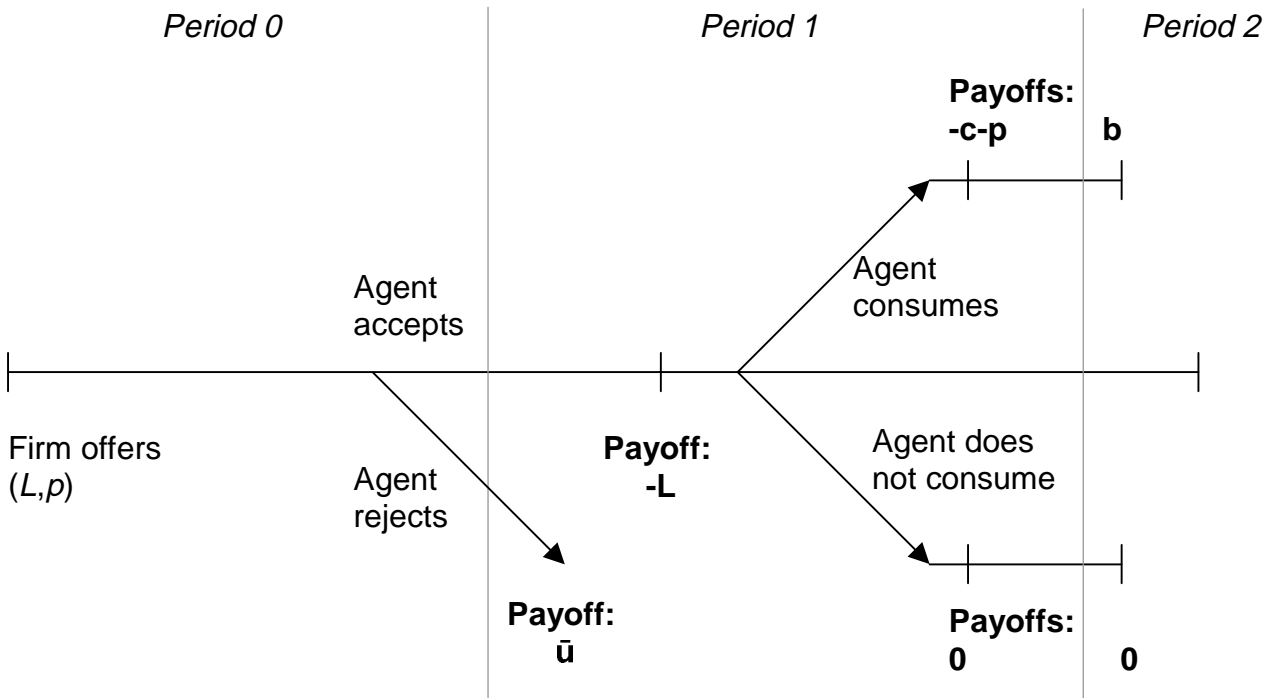 Period 0
Period 1
Period 2
Payoffs:
-c-p b
Agent
accepts
Agent
consumes
Firm offers
(L,p)
Agent
rejects
Payoff:
-L
Agent does
not consume
Payoff:
ū
Payoffs:
0 0